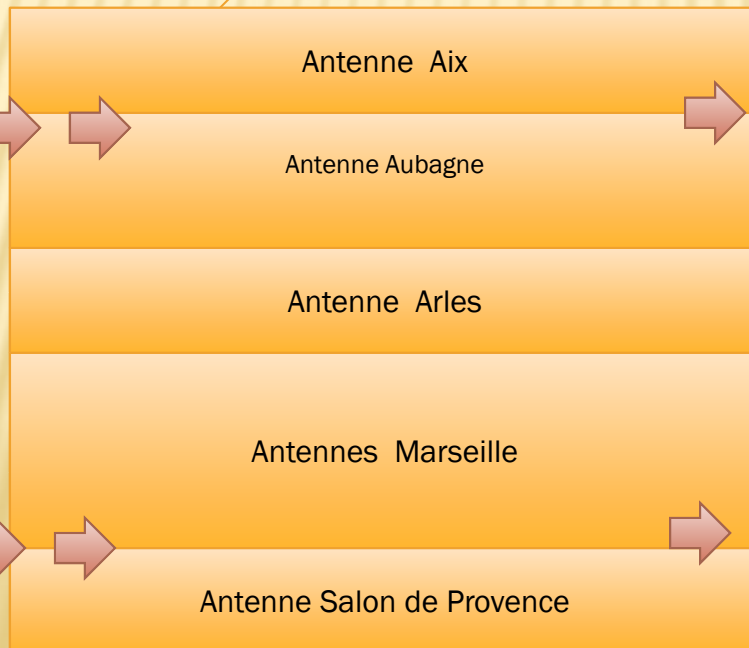 Antenne Aix
Antenne Aubagne
Antenne Arles
Antennes Marseille
Antenne Salon de Provence